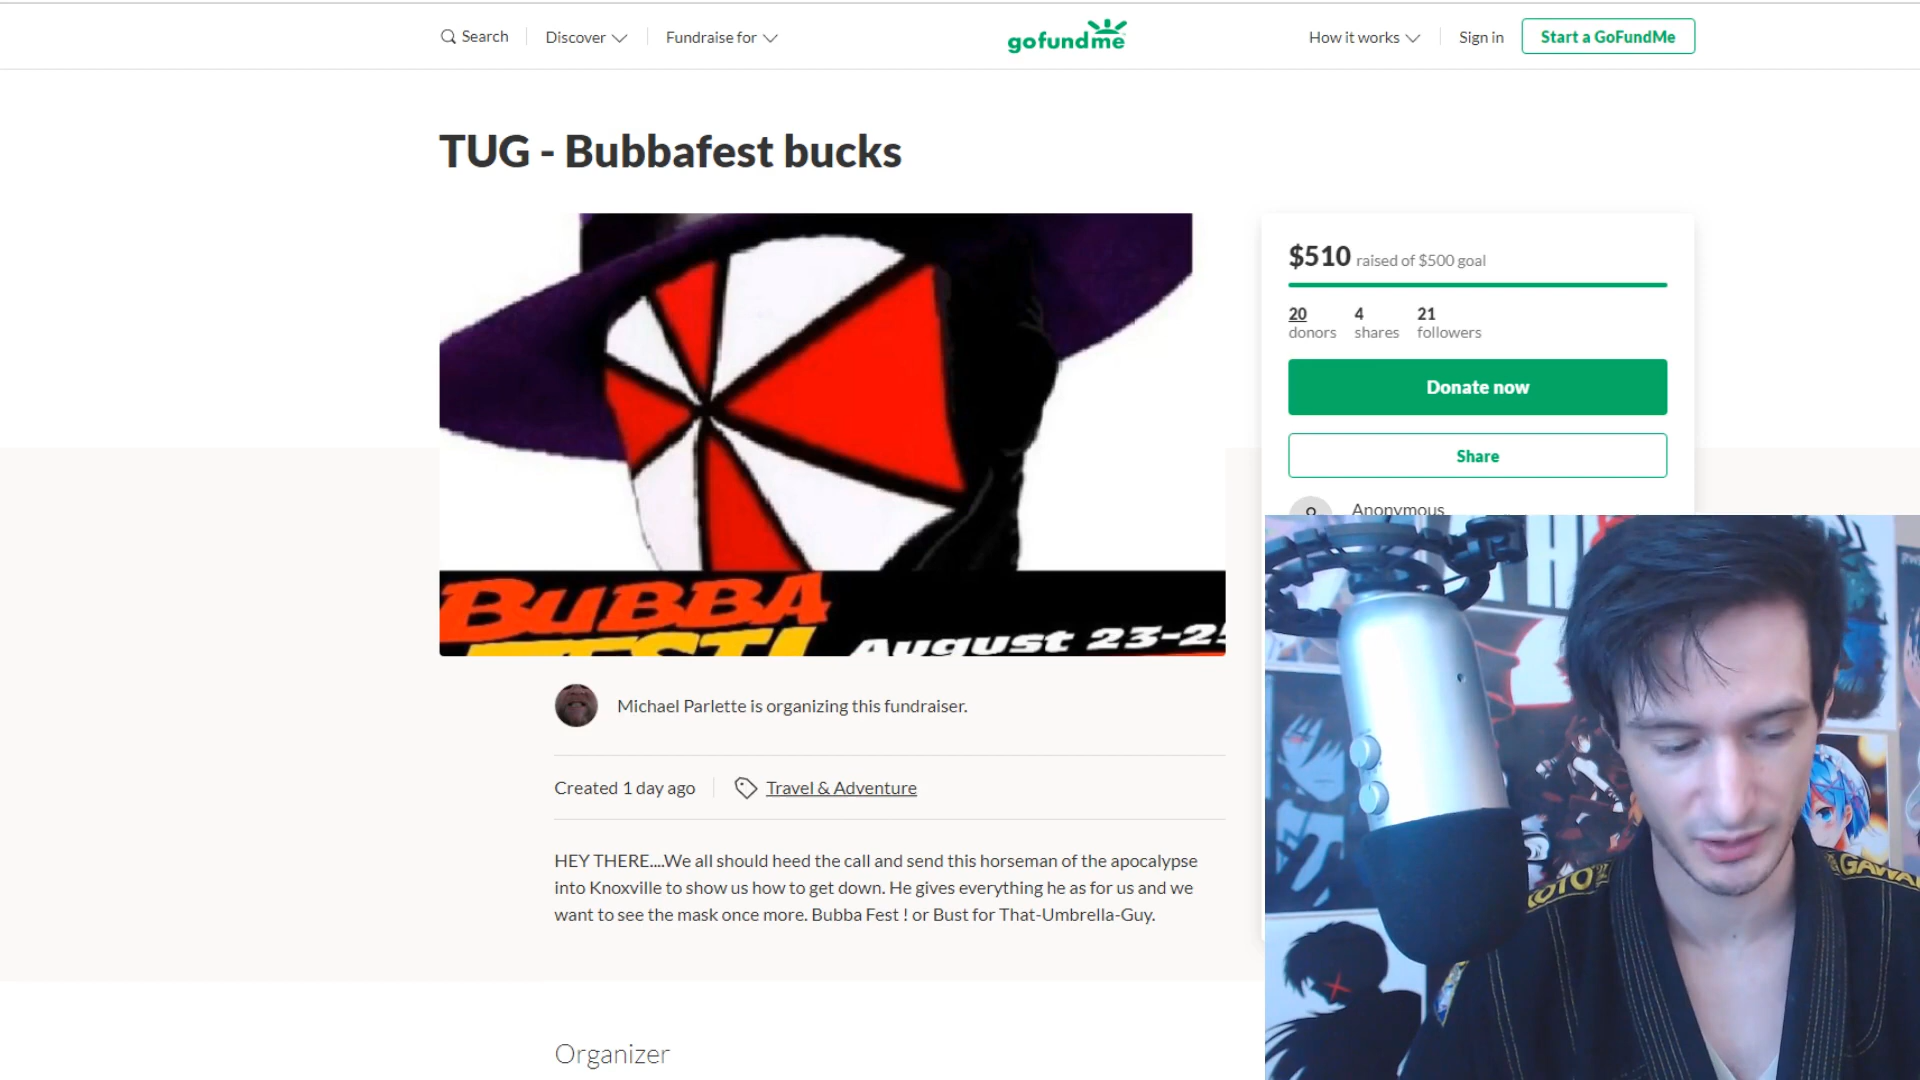 Search
Discover
Fundraise for
gofundme
How it works
Sign in
Start a GoFundMe
TUG - Bubbafest bucks
$510 raised of $500 goal
20 donors
4 shares
21 followers
Donate now
Share
Anonymous
BUBBA
FEST!
August 23-25
Michael Parlette is organizing this fundraiser.
Created 1 day ago
Travel & Adventure
HEY THERE....We all should heed the call and send this horseman of the apocalypse
into Knoxville to show us how to get down. He gives everything he as for us and we
want to see the mask once more. Bubba Fest ! or Bust for That-Umbrella-Guy.
Organizer